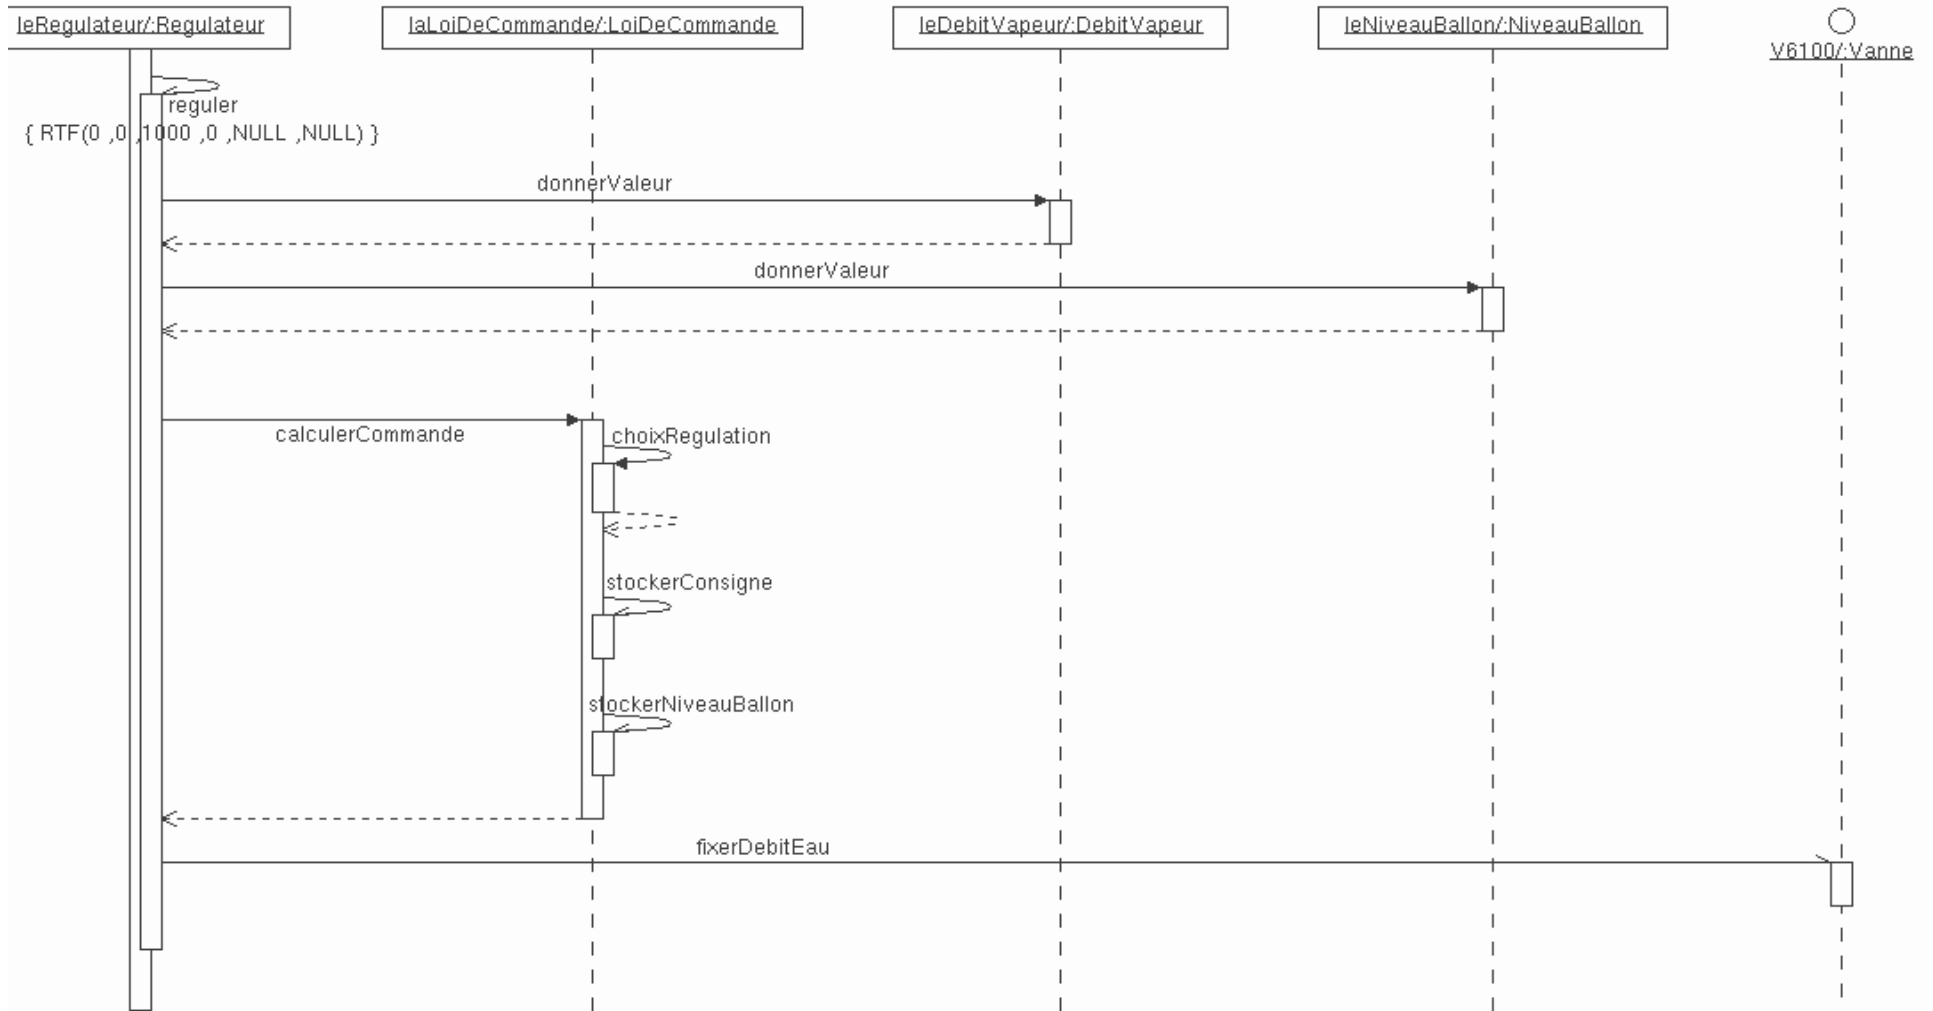 leRegulateur/:Regulateur
laLoiDeCommande/:LoiDeCommande
leDebitVapeur/:DebitVapeur
leNiveauBallon/:NiveauBallon
V6100/:Vanne
reguler
{ RTF(0 ,0 ,1000 ,0 ,NULL ,NULL) }
donnerValeur
donnerValeur
calculerCommande
choixRegulation
stockerConsigne
stockerNiveauBallon
fixerDebitEau